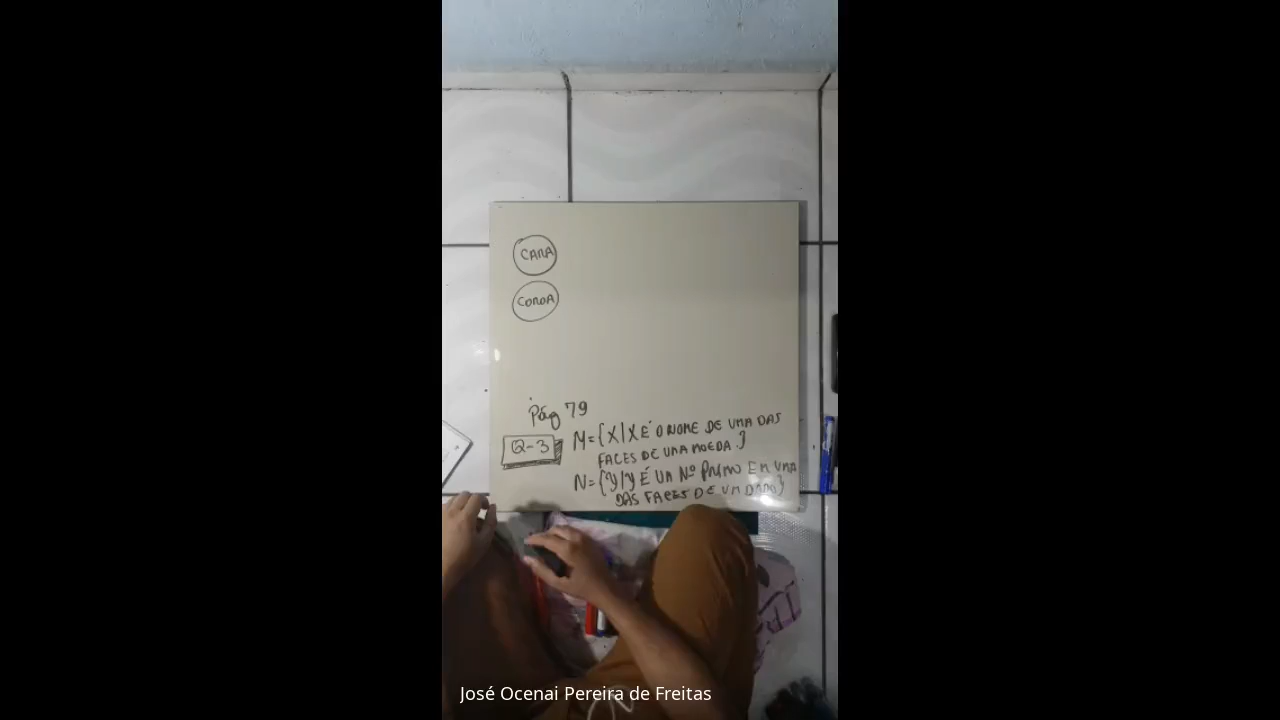 CARA
COROA
Pág 79
Q-3
M={X/X É O NOME DE UMA DAS
FACES DE UMA MOEDA.}
N={Y/Y É UM Nº PRIMO EM UMA
DAS FACES DE UM DADO}
José Ocenai Pereira de Freitas